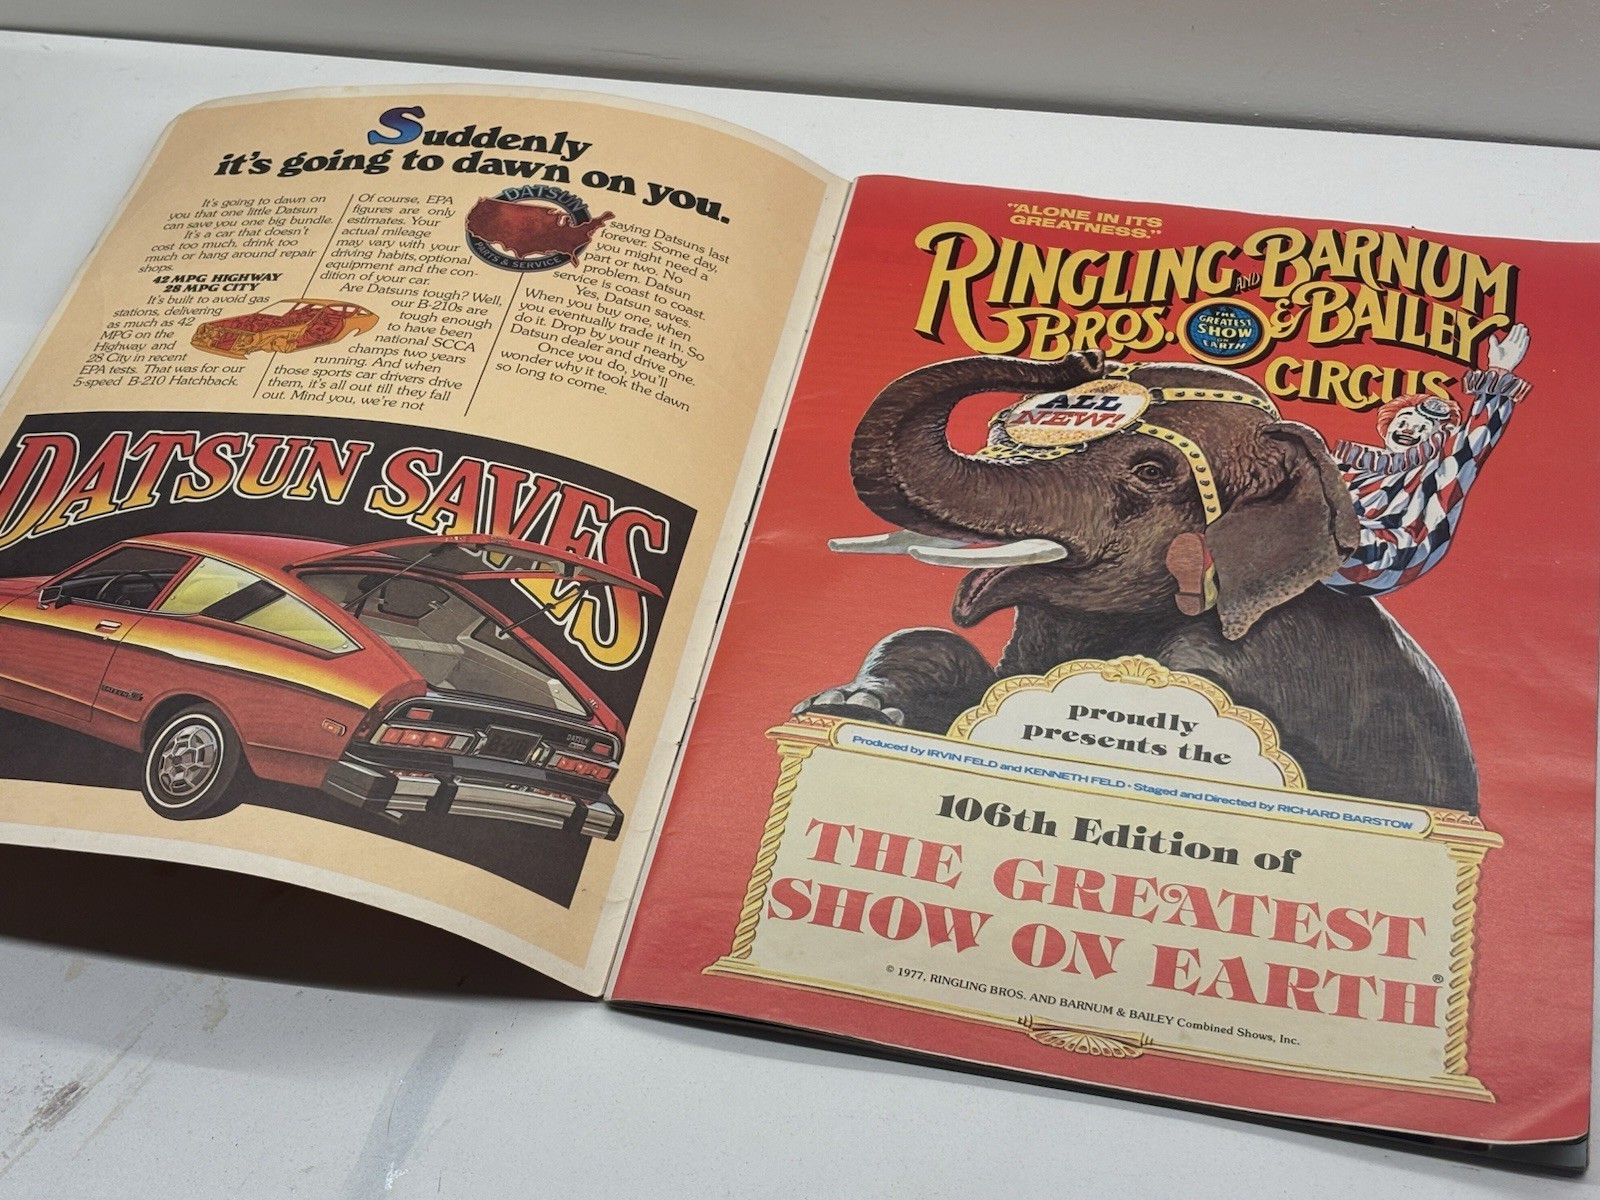 Suddenly
it's going to dawn on you.
It's going to dawn on
you that one little Datsun
can save you one big bundle.
It's a car that doesn't
cost too much, drink too
much or hang around repair
shops.
42 MPG HIGHWAY
28 MPG CITY
It's built to avoid gas
stations, delivering
as much as 42
MPG on the
Highway and
28 City in recent
EPA tests. That was for our
5-speed B-210 Hatchback.
Of course, EPA
figures are only
estimates. Your
actual mileage
may vary with your
driving habits, optional
equipment and the con-
dition of your car.
Are Datsuns tough? Well,
our B-210s are
tough enough
to have been
national SCCA
champs two years
running. And when
those sports car drivers drive
them, it's all out till they fall
out. Mind you, we're not
DATSUN
PARTS & SERVICE
saying Datsuns last
forever. Some day,
you might need a
part or two. No
problem. Datsun
service is coast to coast.
Yes, Datsun saves.
When you buy one, when
you eventually trade it in. So
do it. Drop by your nearby
Datsun dealer and drive one.
Once you do, you'll
wonder why it took the dawn
so long to come.
DATSUN SAVES
DATSUN
B-210
"ALONE IN ITS
GREATNESS."
RINGLING AND BARNUM
BROS. & BAILEY
THE
GREATEST
SHOW
ON
EARTH
CIRCUS
ALL
NEW!
proudly
presents the
Produced by IRVIN FELD and KENNETH FELD • Staged and Directed by RICHARD BARSTOW
106th Edition of
THE GREATEST
SHOW ON EARTH®
© 1977, RINGLING BROS. AND BARNUM & BAILEY Combined Shows, Inc.